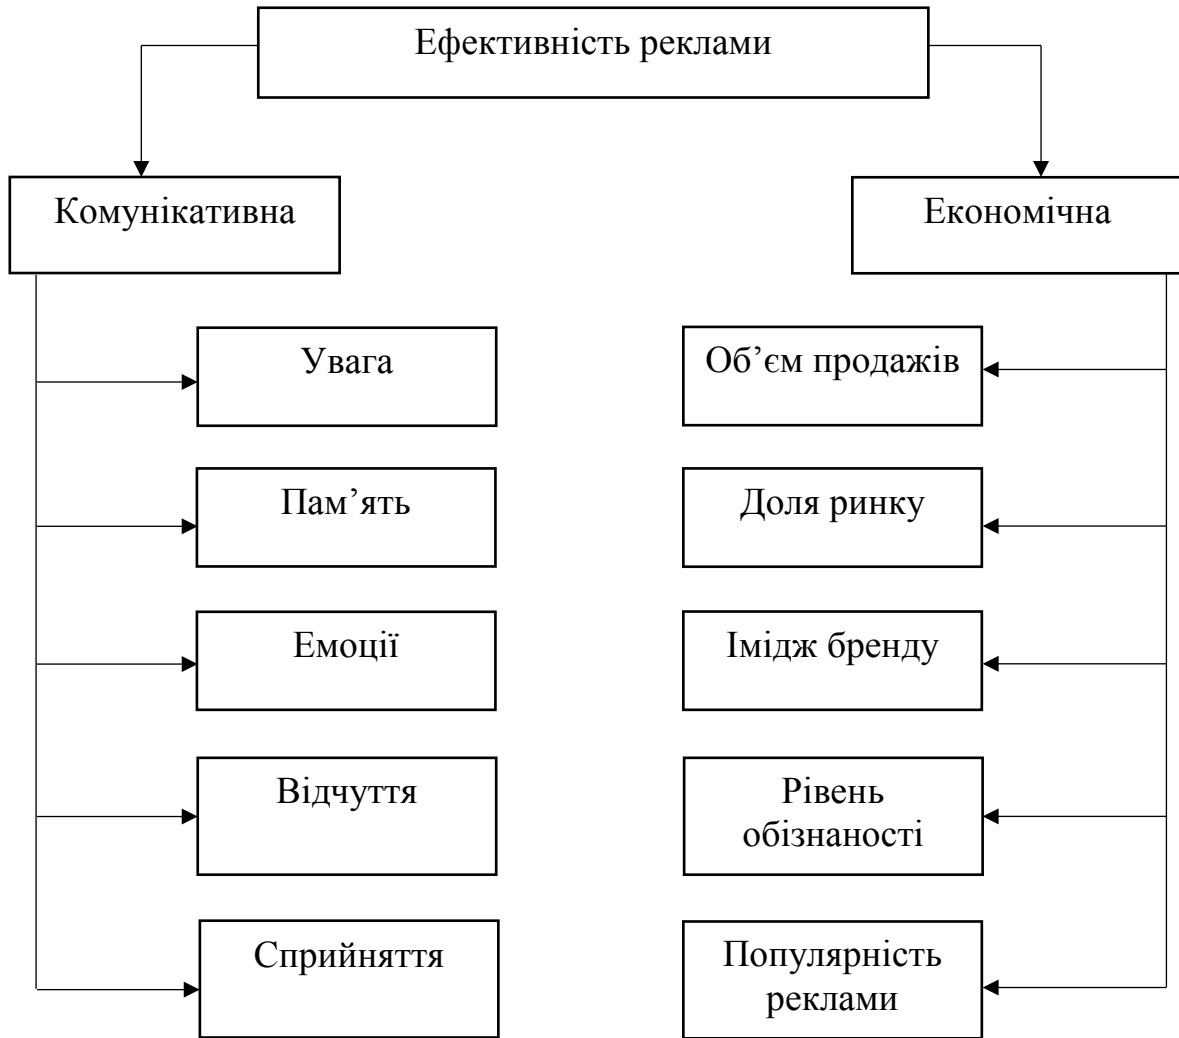 Ефективність реклами
Комунікативна
Економічна
Увага
Об’єм продажів
Пам’ять
Доля ринку
Емоції
Імідж бренду
Відчуття
Рівень
обізнаності
Сприйняття
Популярність
реклами